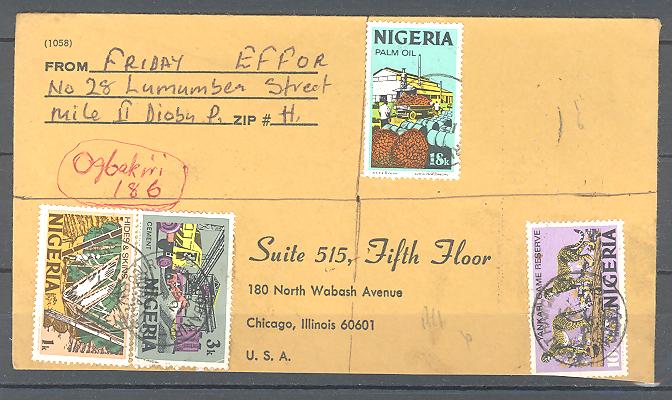 (1058)
FROM FRIDAY EFFOR
No 28 Lumumber Street
mile II Diobu P. ZIP # H.
Ogbakiri
186
NIGERIA
PALM OIL
18k
HIDES & SKINS
NIGERIA
1k
CEMENT
NIGERIA
3k
Suite 515, Fifth Floor
180 North Wabash Avenue
Chicago, Illinois 60601
U. S. A.
YANKARI GAME RESERVE